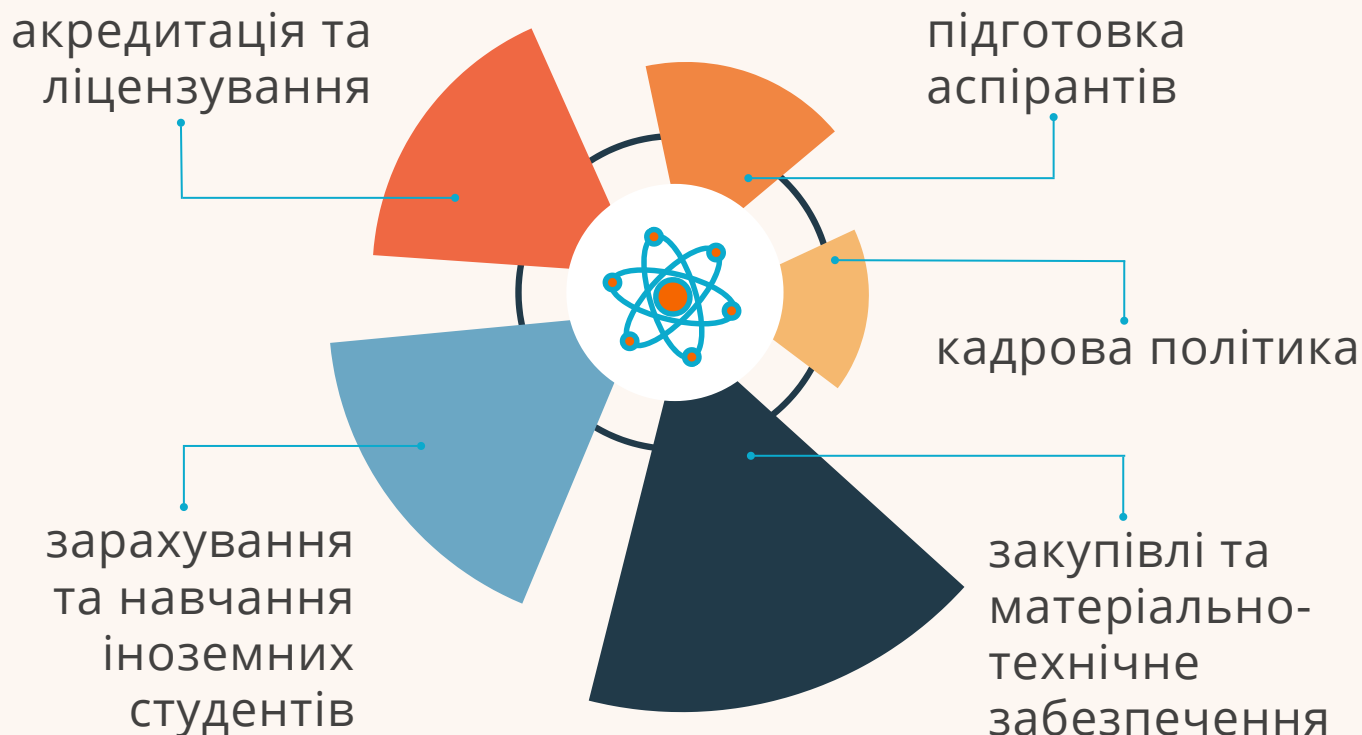 акредитація та
ліцензування
підготовка
аспірантів
кадрова політика
зарахування
та навчання
іноземних
студентів
закупівлі та
матеріально-
технічне
забезпечення